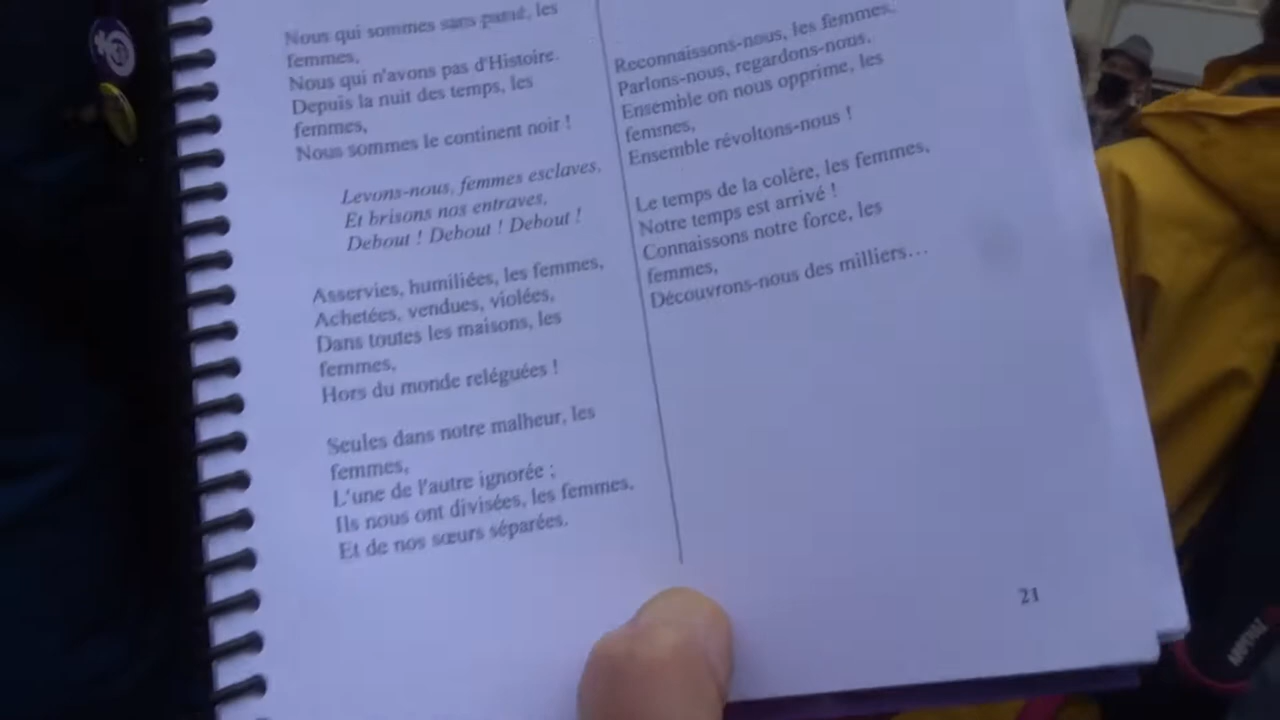 Nous qui sommes sans passé, les
femmes,
Nous qui n'avons pas d'Histoire.
Depuis la nuit des temps, les
femmes,
Nous sommes le continent noir !
Levons-nous, femmes esclaves,
Et brisons nos entraves,
Debout ! Debout ! Debout !
Asservies, humiliées, les femmes,
Achetées, vendues, violées,
Dans toutes les maisons, les
femmes,
Hors du monde reléguées !
Seules dans notre malheur, les
femmes,
L'une de l'autre ignorée ;
Ils nous ont divisées, les femmes,
Et de nos sœurs séparées.
Reconnaissons-nous, les femmes,
Parlons-nous, regardons-nous,
Ensemble on nous opprime, les
femmes,
Ensemble révoltons-nous !
Le temps de la colère, les femmes,
Notre temps est arrivé !
Connaissons notre force, les
femmes,
Découvrons-nous des milliers…
21